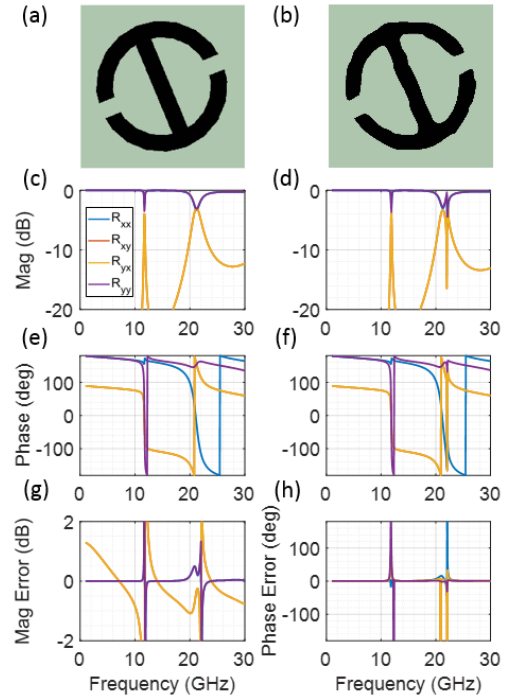 (a) (b)
(c) (d)
0 0
-10 -10
-20 -20
Mag (dB)
R_xx
R_xy
R_yx
R_yy
0 10 20 30 0 10 20 30
(e) (f)
100 100
0 0
-100 -100
Phase (deg)
0 10 20 30 0 10 20 30
(g) (h)
2
0
-2
Mag Error (dB)
100
0
-100
Phase Error (deg)
0 10 20 30 0 10 20 30
Frequency (GHz) Frequency (GHz)